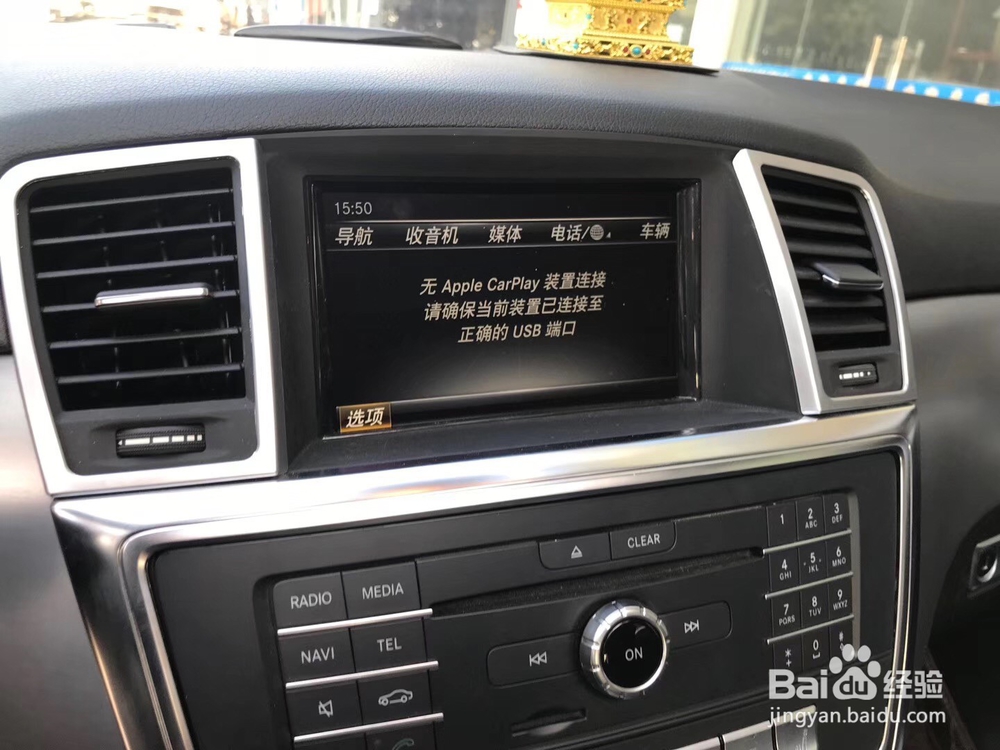 15:50
导航 收音机 媒体 电话/ 车辆
无 Apple CarPlay 装置连接
请确保当前装置已连接至
正确的 USB 端口
选项
CLEAR
RADIO MEDIA
NAVI TEL
ON
1 2 ABC 3 DEF
4 GHI 5 JKL 6 MNO
7 PQRS 8 TUV 9 WXYZ
* + 0 #
Baidu 经验
jingyan.baidu.com